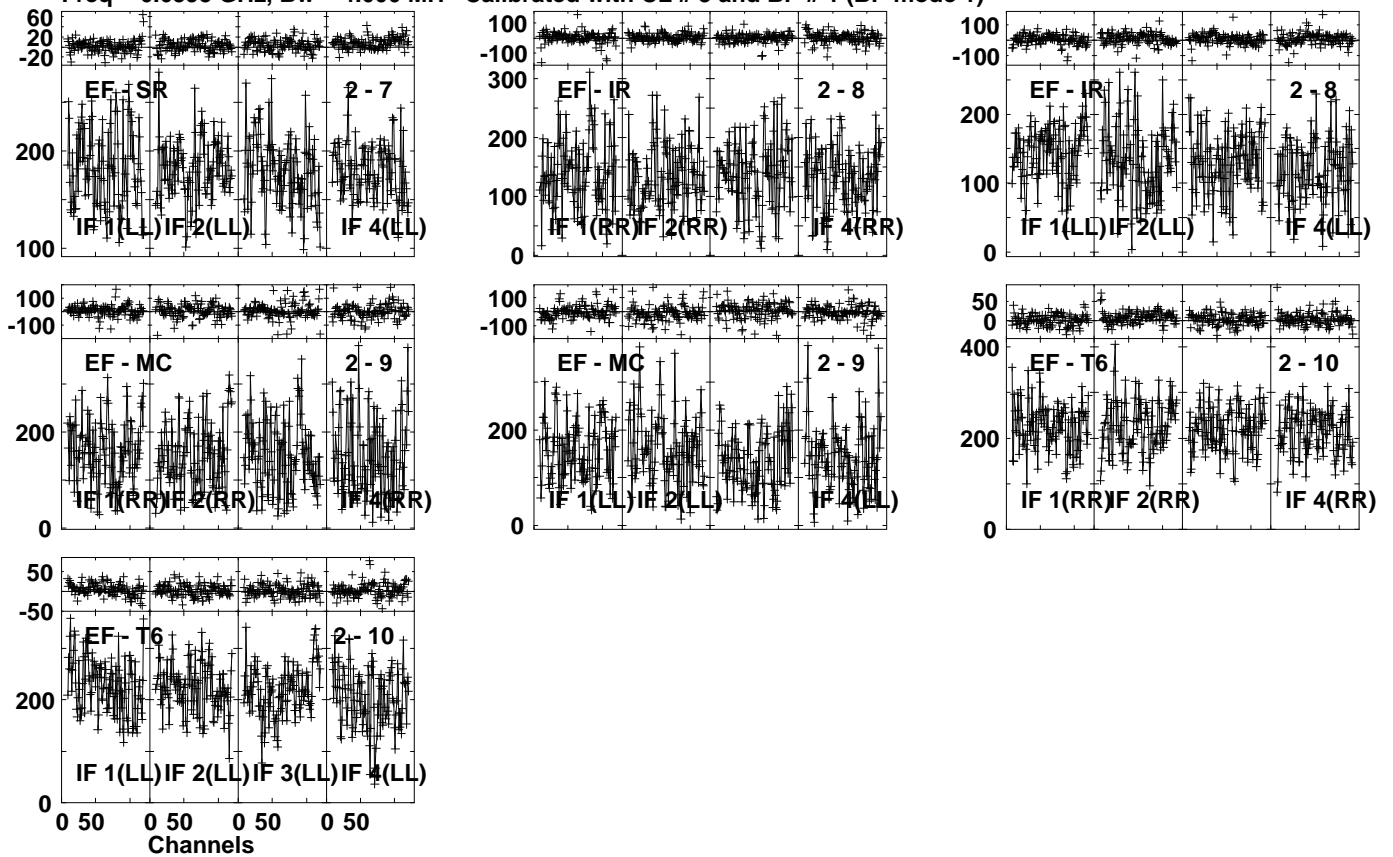 60
20
-20
EF - SR 2 - 7
200
100
IF 1(LL) IF 2(LL) IF 4(LL)
100
-100
300
EF - IR 2 - 8
200
100
0
IF 1(RR) IF 2(RR) IF 4(RR)
100
-100
EF - IR 2 - 8
200
100
0
IF 1(LL) IF 2(LL) IF 4(LL)
100
-100
EF - MC 2 - 9
200
0
IF 1(RR) IF 2(RR) IF 4(RR)
100
-100
EF - MC 2 - 9
200
0
IF 1(LL) IF 2(LL) IF 4(LL)
50
0
400
EF - T6 2 - 10
200
0
IF 1(RR) IF 2(RR) IF 4(RR)
50
-50
EF - T6 2 - 10
200
0
IF 1(LL) IF 2(LL) IF 3(LL) IF 4(LL)
0 50 0 50 0 50 0 50
Channels